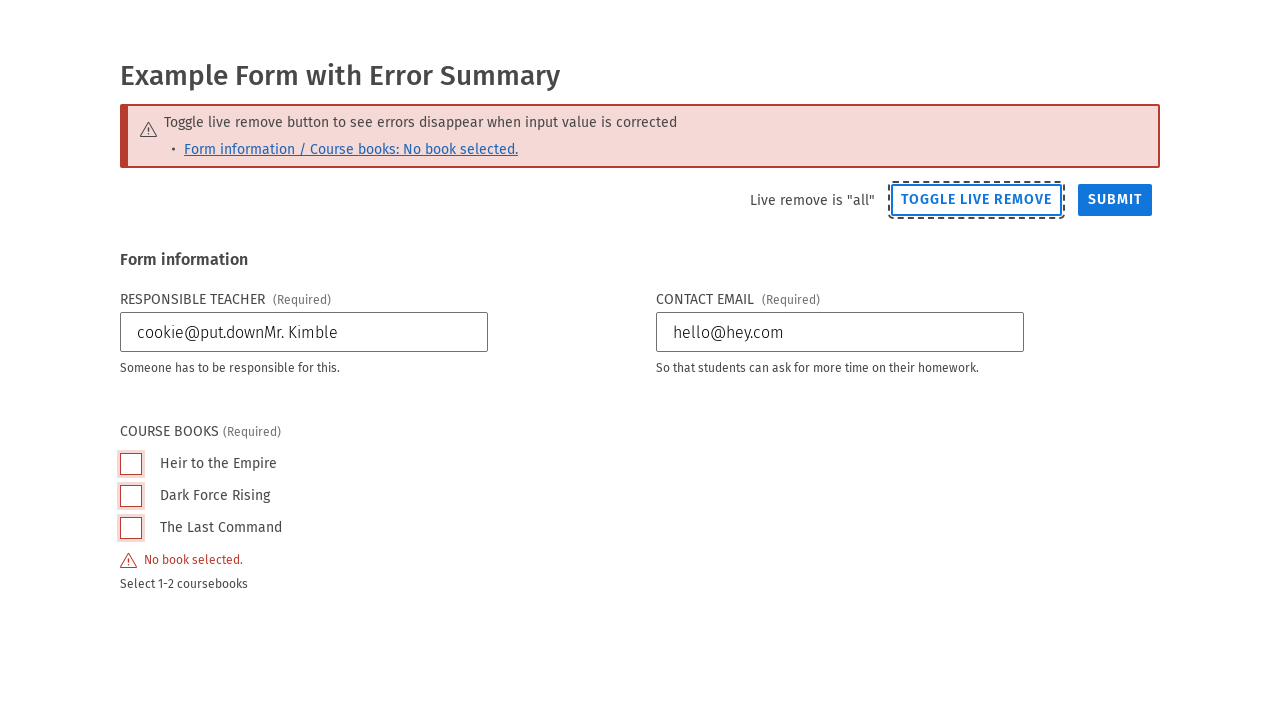 Example Form with Error Summary
Toggle live remove button to see errors disappear when input value is corrected
• Form information / Course books: No book selected.
Live remove is "all" TOGGLE LIVE REMOVE SUBMIT
Form information
RESPONSIBLE TEACHER (Required)
cookie@put.downMr. Kimble
Someone has to be responsible for this.
CONTACT EMAIL (Required)
hello@hey.com
So that students can ask for more time on their homework.
COURSE BOOKS (Required)
Heir to the Empire
Dark Force Rising
The Last Command
No book selected.
Select 1-2 coursebooks